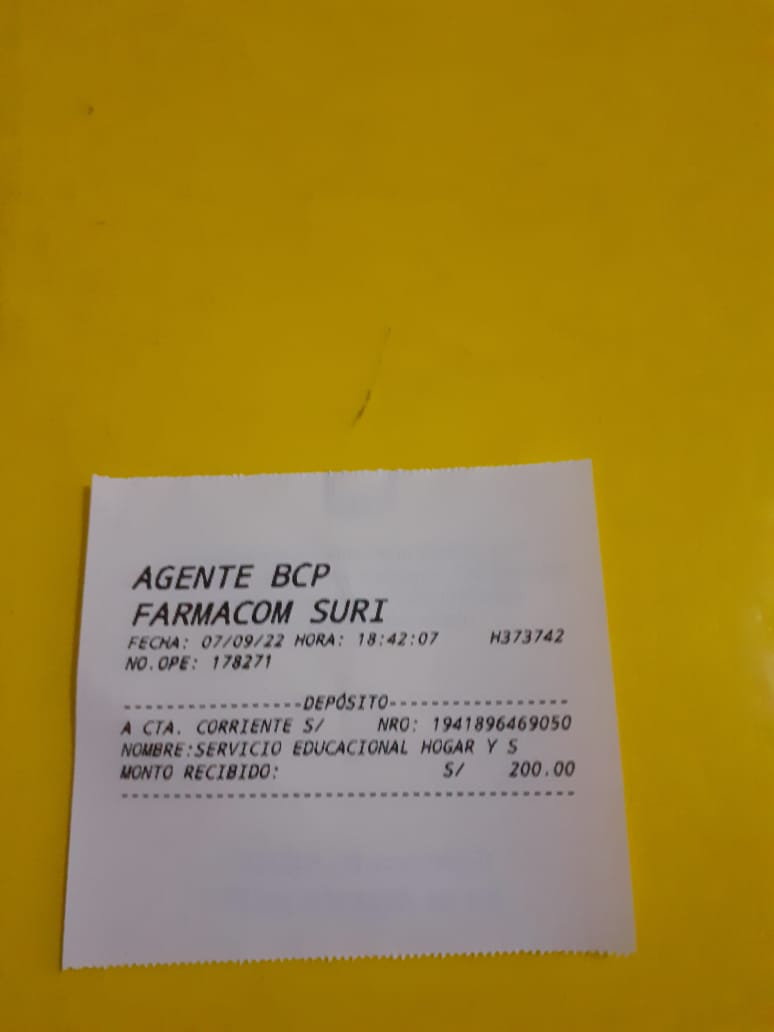 AGENTE BCP
FARMACOM SURI
FECHA: 07/09/22 HORA: 18:42:07 H373742
NO.OPE: 178271
-----------------DEPÓSITO-----------------
A CTA. CORRIENTE S/ NRO: 1941896469050
NOMBRE:SERVICIO EDUCACIONAL HOGAR Y S
MONTO RECIBIDO: S/ 200.00
------------------------------------------